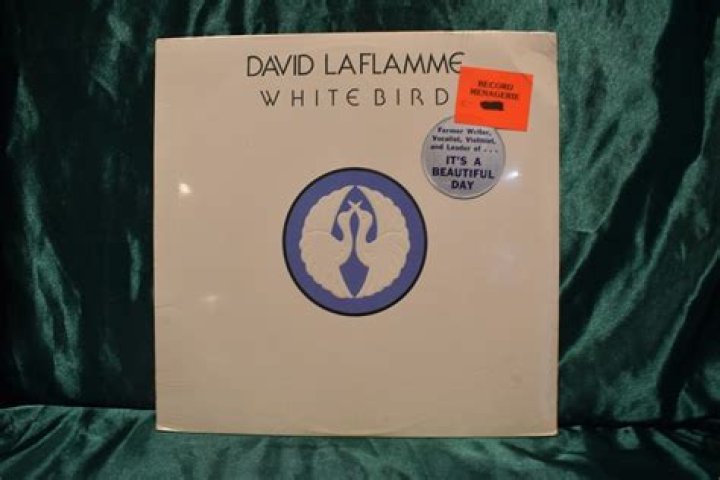 DAVID LAFLAMME
WHITE BIRD
RECORD
MENAGERIE
Former Writer,
Vocalist, Violinist,
and Leader of . . .
IT'S A
BEAUTIFUL
DAY